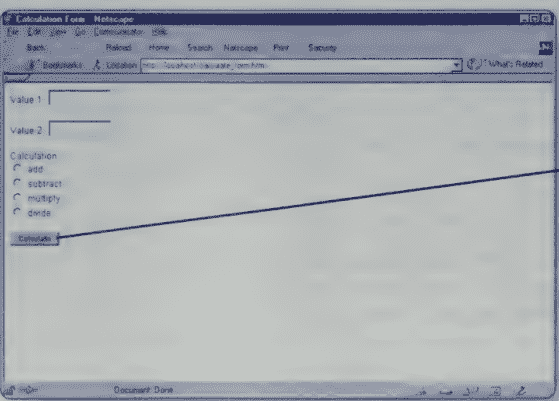 Calculation Form - Netscape
File Edit View Go Communicator Help
Back Reload Home Search Netscape Print Security
Bookmarks Location What's Related
Value 1
Value 2
Calculation
add
subtract
multiply
divide
Calculate
Document: Done